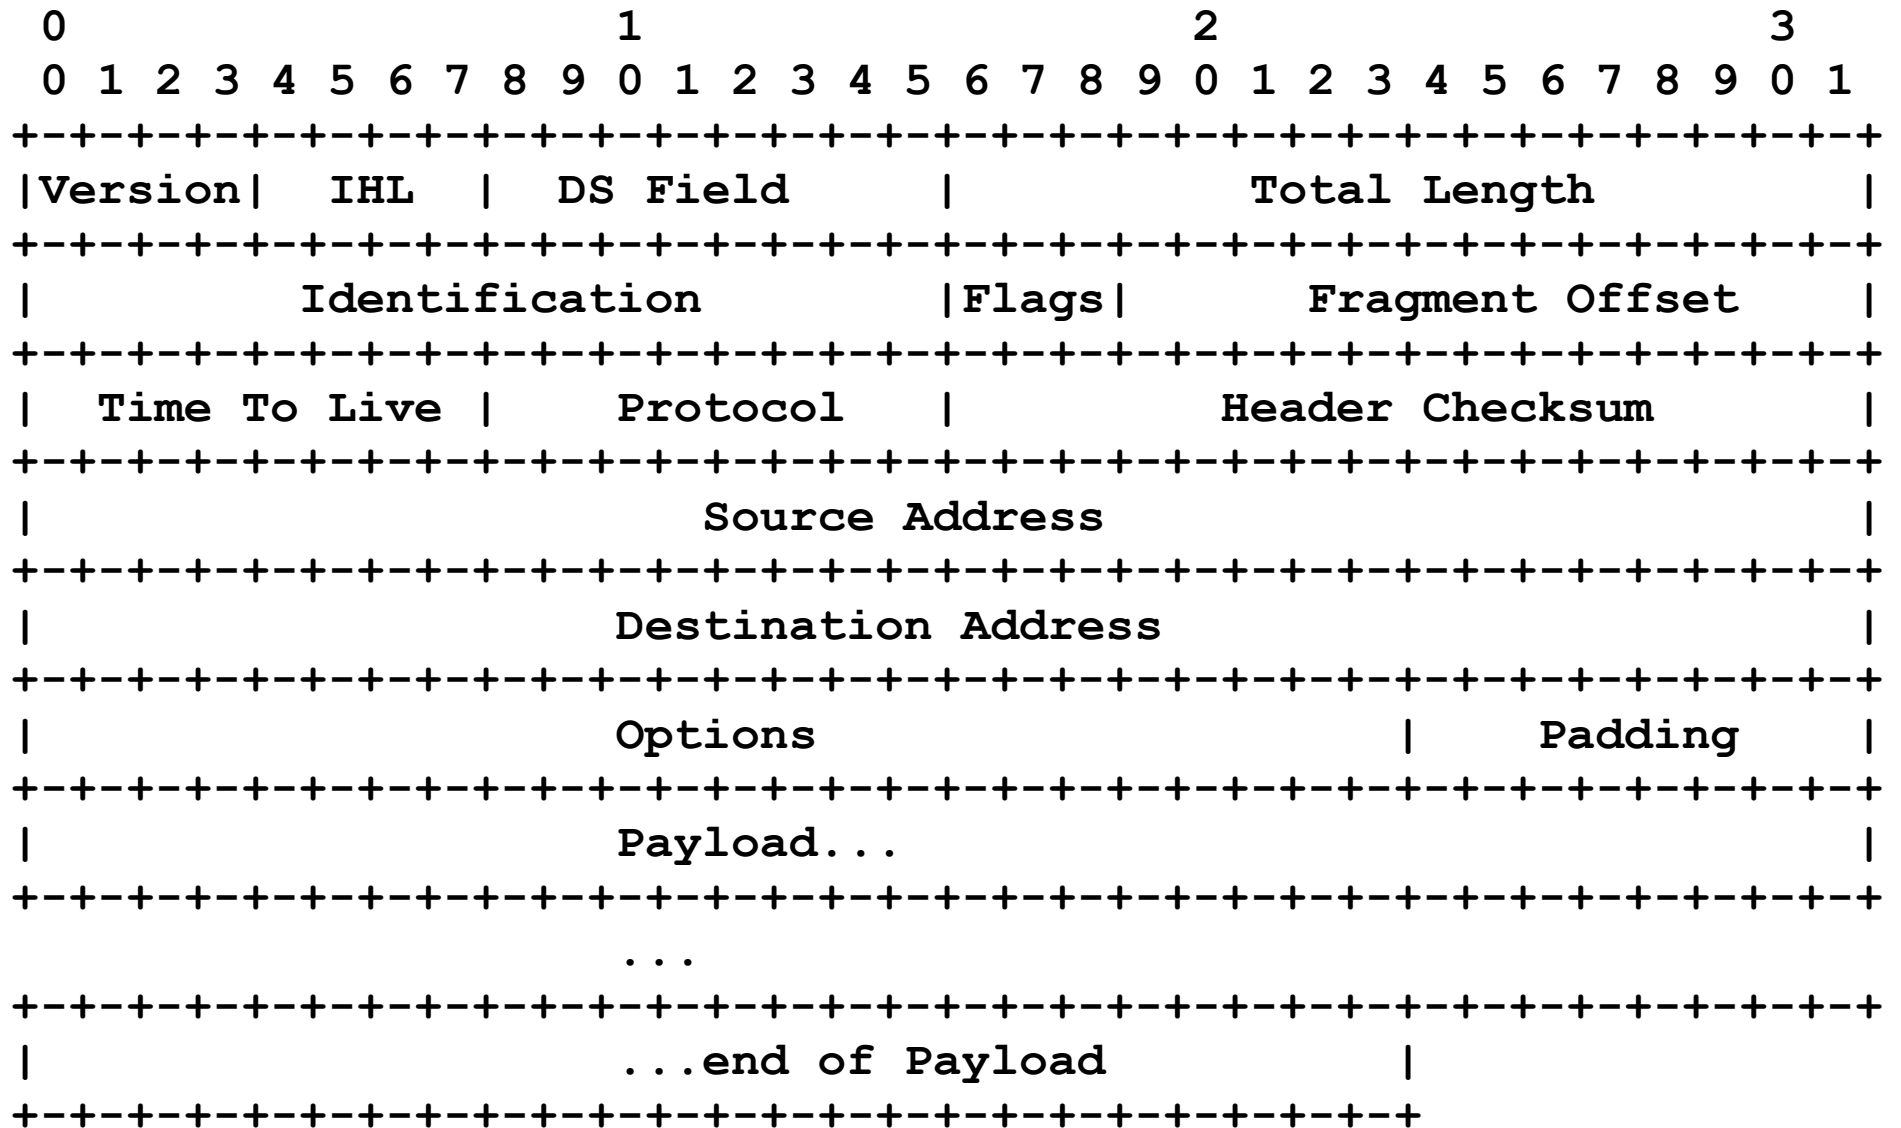 0                   1                   2                   3
 0 1 2 3 4 5 6 7 8 9 0 1 2 3 4 5 6 7 8 9 0 1 2 3 4 5 6 7 8 9 0 1
+-+-+-+-+-+-+-+-+-+-+-+-+-+-+-+-+-+-+-+-+-+-+-+-+-+-+-+-+-+-+-+-+
|Version|  IHL  |  DS Field     |          Total Length         |
+-+-+-+-+-+-+-+-+-+-+-+-+-+-+-+-+-+-+-+-+-+-+-+-+-+-+-+-+-+-+-+-+
|         Identification        |Flags|      Fragment Offset    |
+-+-+-+-+-+-+-+-+-+-+-+-+-+-+-+-+-+-+-+-+-+-+-+-+-+-+-+-+-+-+-+-+
|  Time To Live |    Protocol   |         Header Checksum       |
+-+-+-+-+-+-+-+-+-+-+-+-+-+-+-+-+-+-+-+-+-+-+-+-+-+-+-+-+-+-+-+-+
|                       Source Address                          |
+-+-+-+-+-+-+-+-+-+-+-+-+-+-+-+-+-+-+-+-+-+-+-+-+-+-+-+-+-+-+-+-+
|                    Destination Address                        |
+-+-+-+-+-+-+-+-+-+-+-+-+-+-+-+-+-+-+-+-+-+-+-+-+-+-+-+-+-+-+-+-+
|                    Options                    |    Padding    |
+-+-+-+-+-+-+-+-+-+-+-+-+-+-+-+-+-+-+-+-+-+-+-+-+-+-+-+-+-+-+-+-+
|                    Payload...                                 |
+-+-+-+-+-+-+-+-+-+-+-+-+-+-+-+-+-+-+-+-+-+-+-+-+-+-+-+-+-+-+-+-+
                     ...
+-+-+-+-+-+-+-+-+-+-+-+-+-+-+-+-+-+-+-+-+-+-+-+-+-+-+-+-+-+-+-+-+
|                    ...end of Payload          |
+-+-+-+-+-+-+-+-+-+-+-+-+-+-+-+-+-+-+-+-+-+-+-+-+